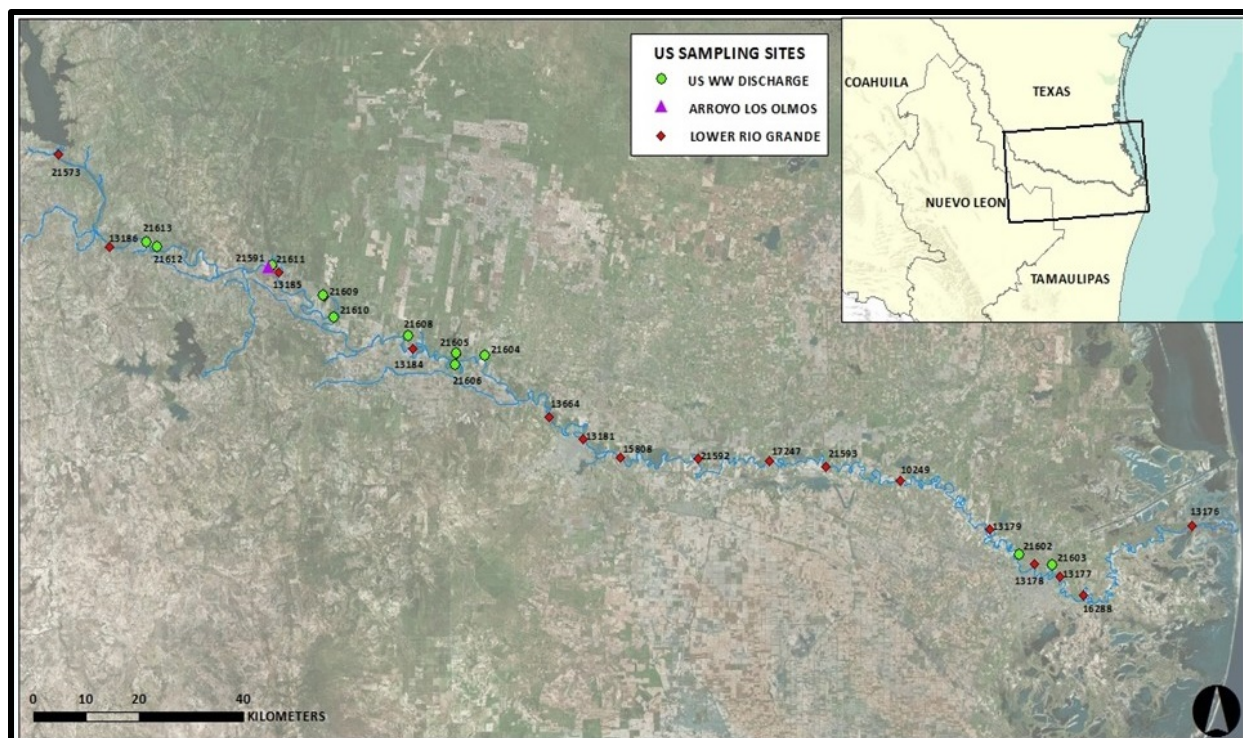 US SAMPLING SITES
US WW DISCHARGE
ARROYO LOS OLMOS
LOWER RIO GRANDE
COAHUILA
TEXAS
NUEVO LEON
TAMAULIPAS
21573
13186
21613
21612
21591
21611
13185
21609
21610
21608
13184
21605
21604
21606
13664
13181
15808
21592
17247
21593
10249
13179
21602
21603
13178
13177
16288
13176
0 10 20 40
KILOMETERS